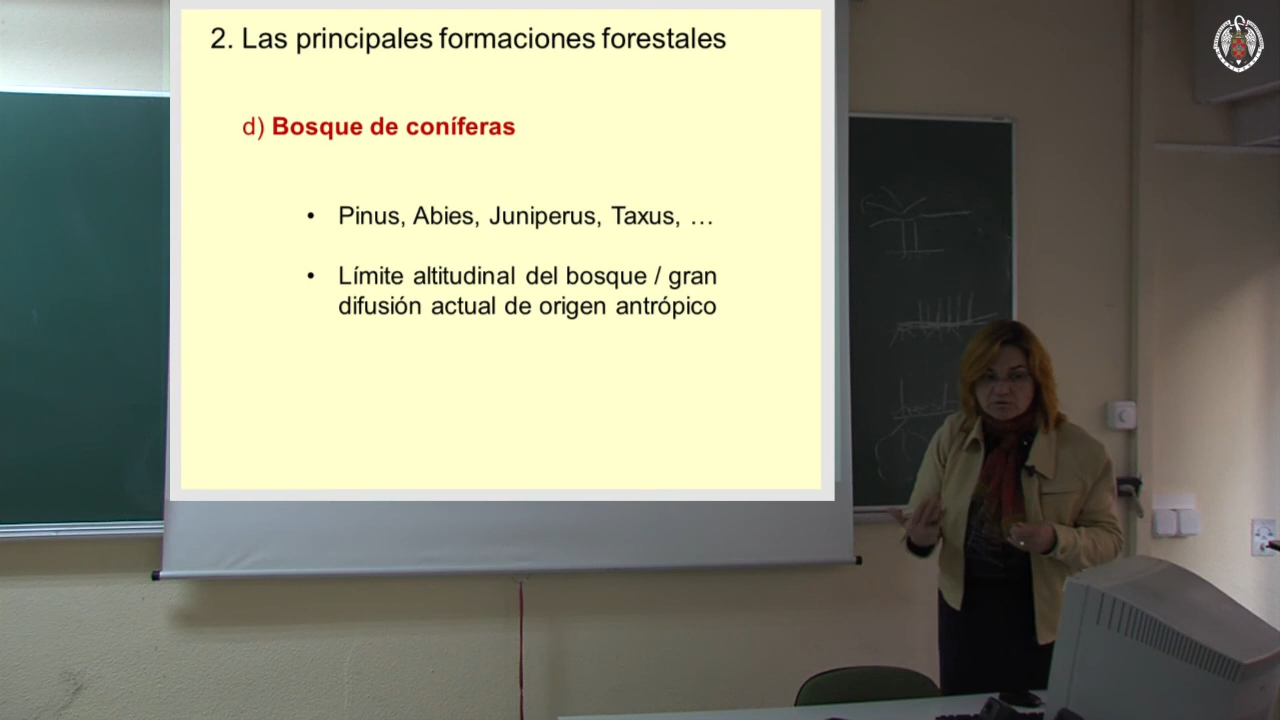 2. Las principales formaciones forestales
d) Bosque de coníferas
• Pinus, Abies, Juniperus, Taxus, …
• Límite altitudinal del bosque / gran
difusión actual de origen antrópico